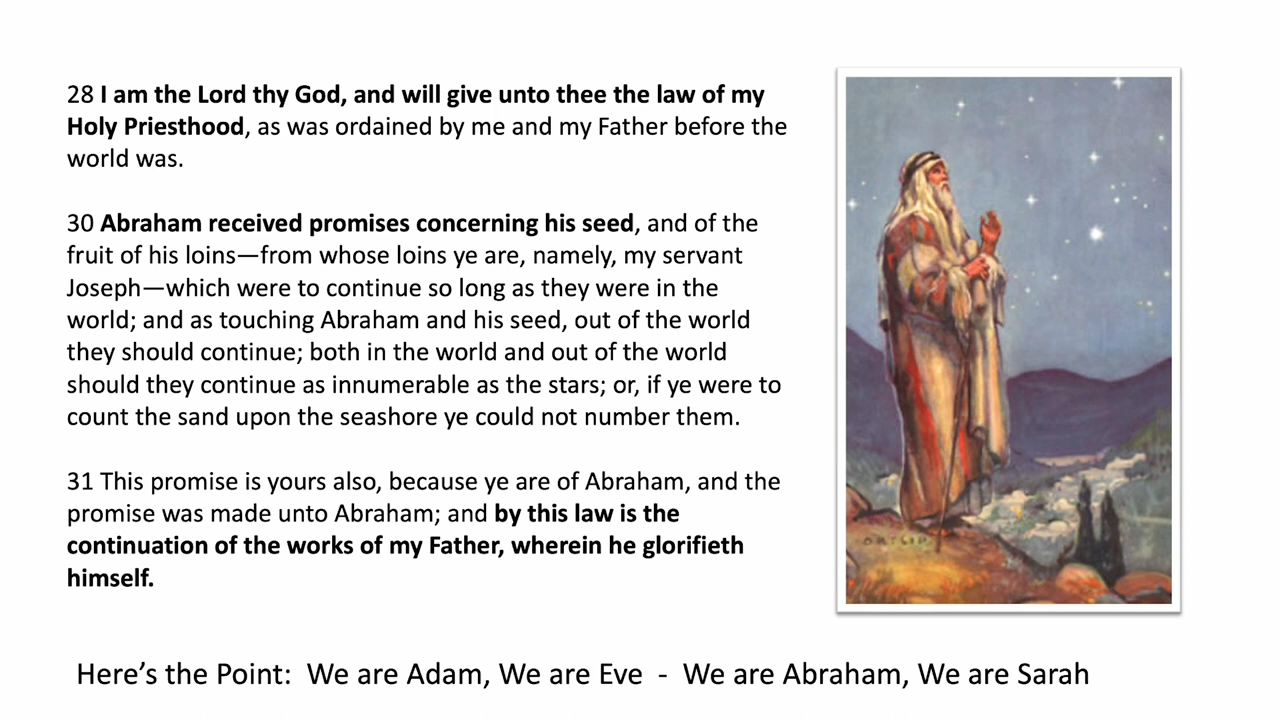 28 I am the Lord thy God, and will give unto thee the law of my
Holy Priesthood, as was ordained by me and my Father before the
world was.
30 Abraham received promises concerning his seed, and of the
fruit of his loins—from whose loins ye are, namely, my servant
Joseph—which were to continue so long as they were in the
world; and as touching Abraham and his seed, out of the world
they should continue; both in the world and out of the world
should they continue as innumerable as the stars; or, if ye were to
count the sand upon the seashore ye could not number them.
31 This promise is yours also, because ye are of Abraham, and the
promise was made unto Abraham; and by this law is the
continuation of the works of my Father, wherein he glorifieth
himself.
Here’s the Point:  We are Adam, We are Eve  -  We are Abraham, We are Sarah